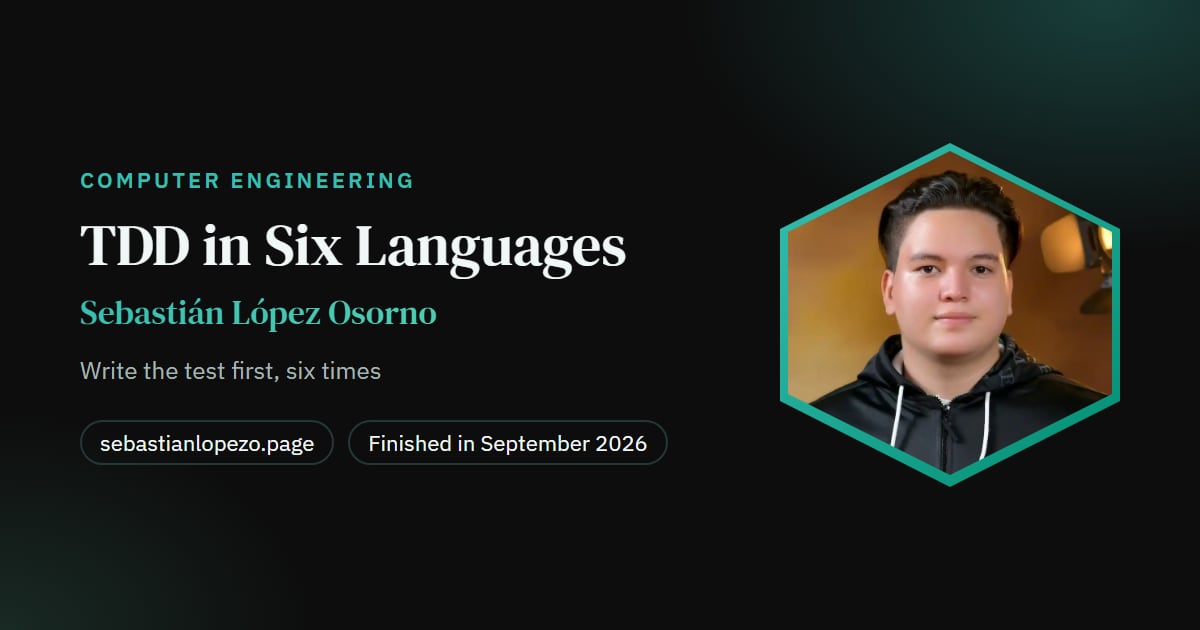 COMPUTER ENGINEERING
TDD in Six Languages
Sebastián López Osorno
Write the test first, six times
sebastianlopezo.page
Finished in September 2026